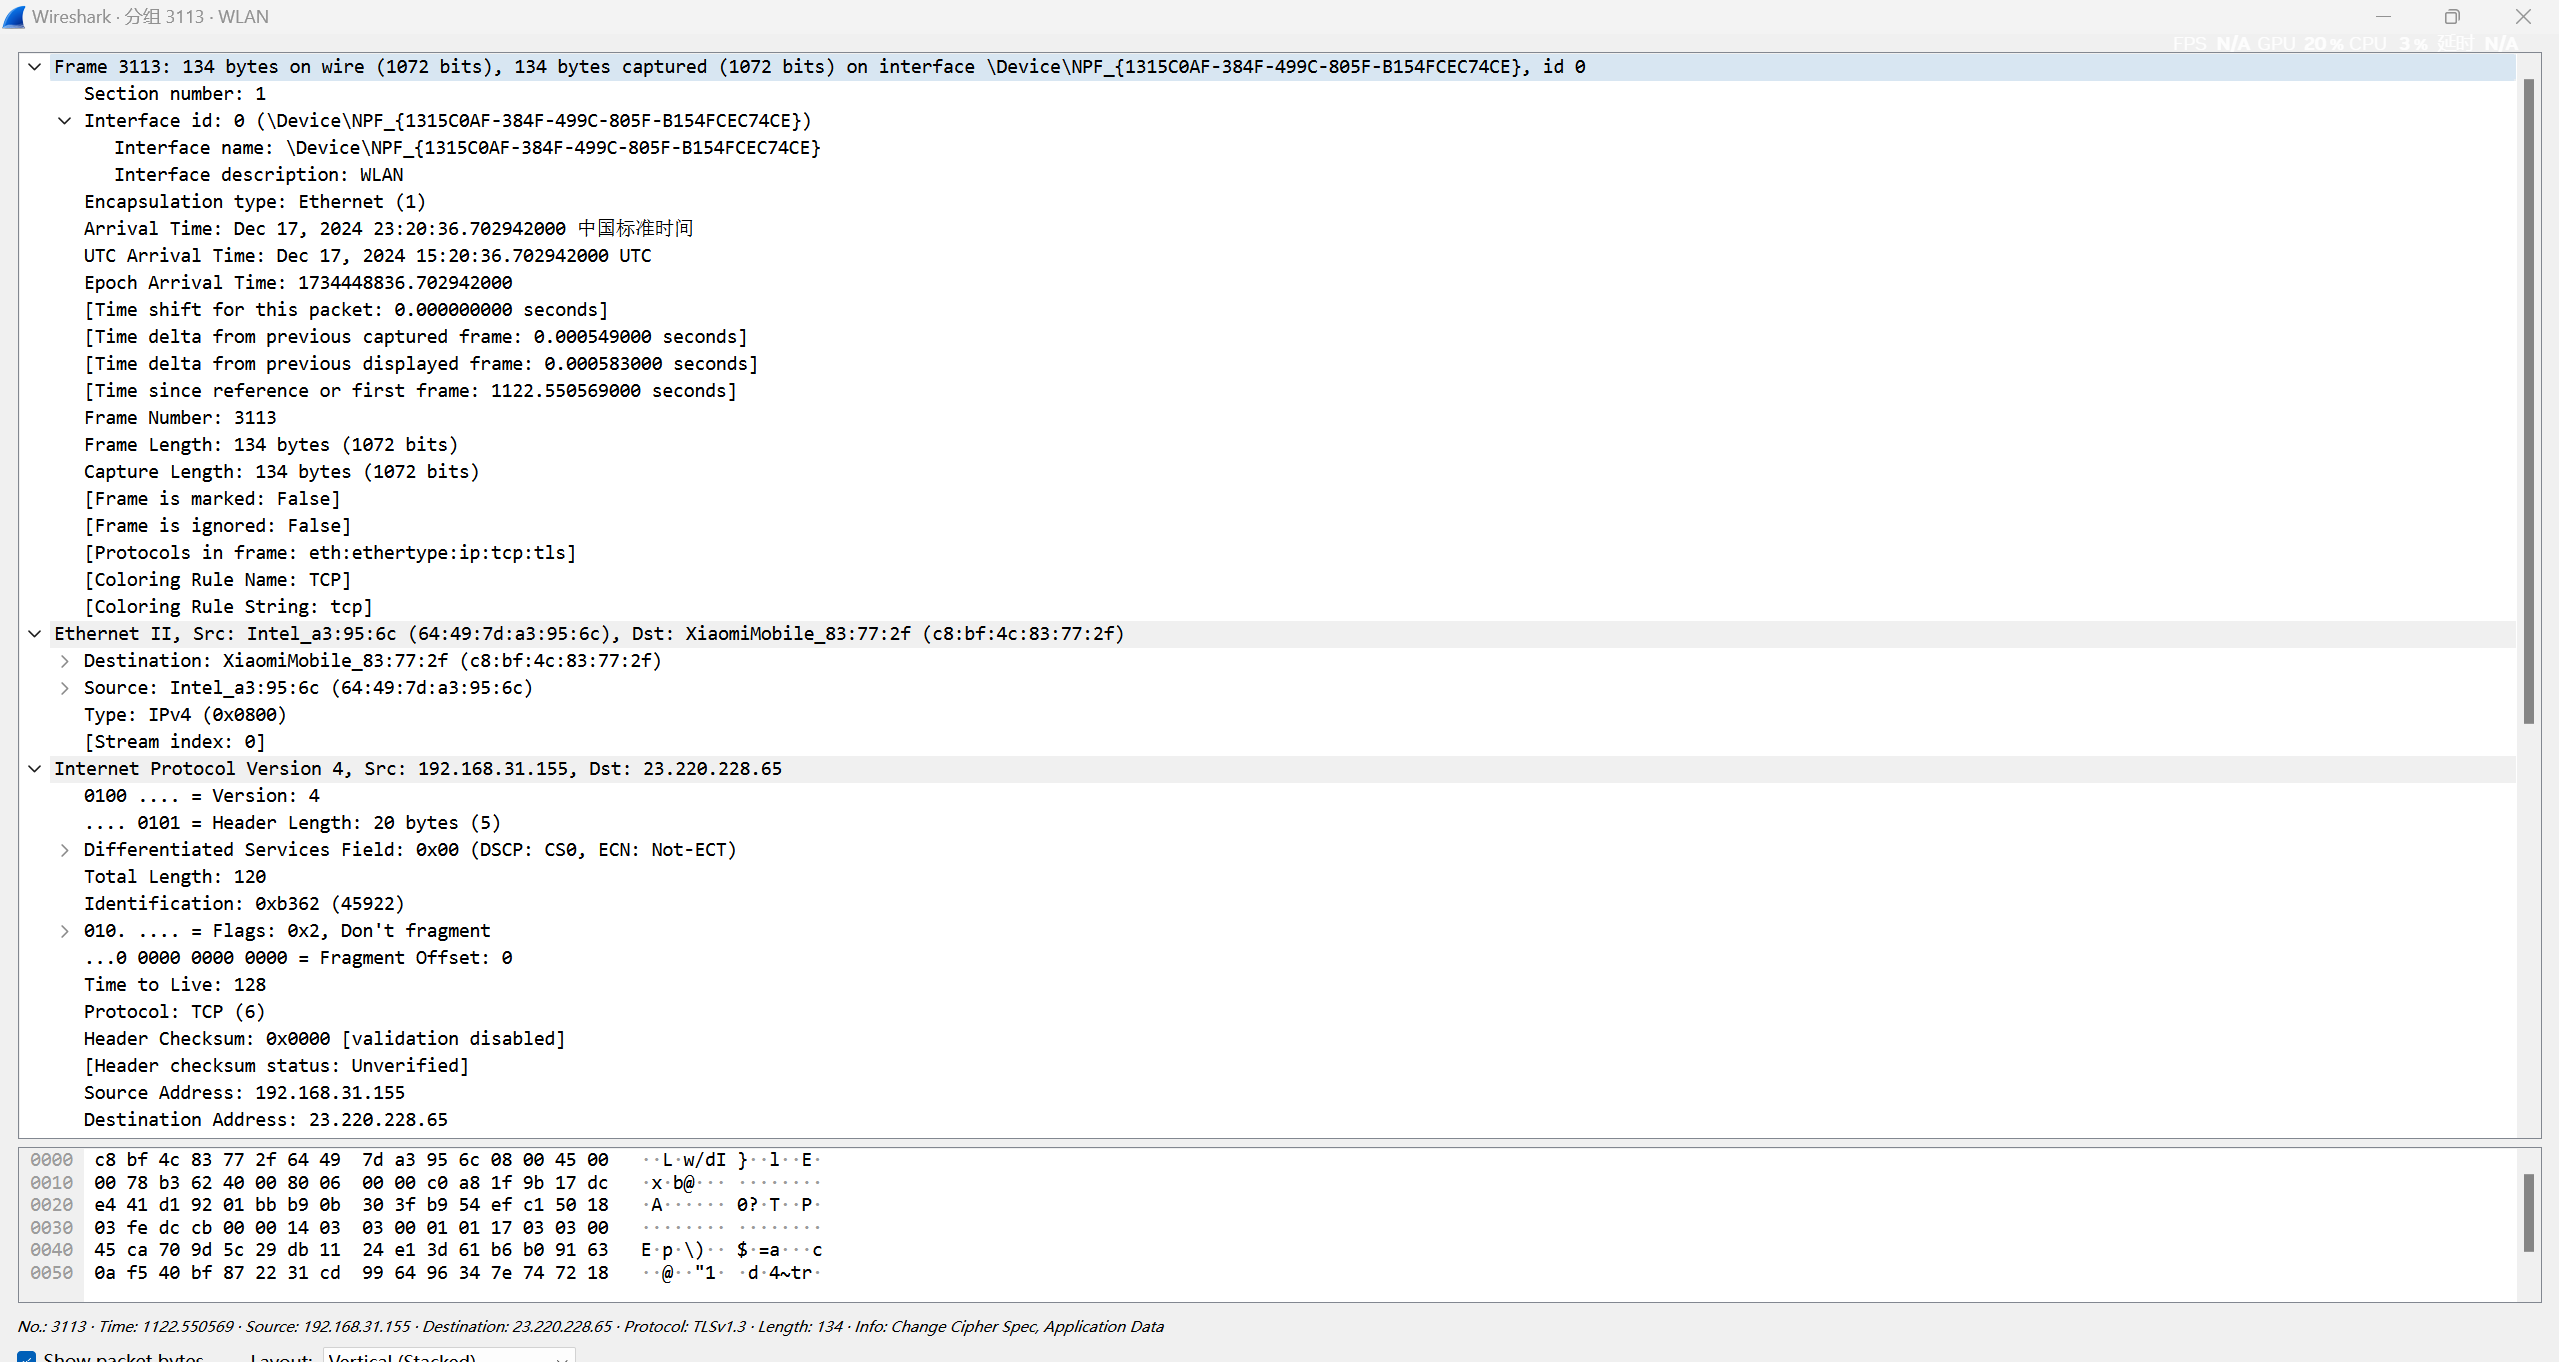 Wireshark · 分组 3113 · WLAN
FPS N/A GPU 20% CPU 3% 延时 N/A
Frame 3113: 134 bytes on wire (1072 bits), 134 bytes captured (1072 bits) on interface \Device\NPF_{1315C0AF-384F-499C-805F-B154FCEC74CE}, id 0
Section number: 1
Interface id: 0 (\Device\NPF_{1315C0AF-384F-499C-805F-B154FCEC74CE})
Interface name: \Device\NPF_{1315C0AF-384F-499C-805F-B154FCEC74CE}
Interface description: WLAN
Encapsulation type: Ethernet (1)
Arrival Time: Dec 17, 2024 23:20:36.702942000 中国标准时间
UTC Arrival Time: Dec 17, 2024 15:20:36.702942000 UTC
Epoch Arrival Time: 1734448836.702942000
[Time shift for this packet: 0.000000000 seconds]
[Time delta from previous captured frame: 0.000549000 seconds]
[Time delta from previous displayed frame: 0.000583000 seconds]
[Time since reference or first frame: 1122.550569000 seconds]
Frame Number: 3113
Frame Length: 134 bytes (1072 bits)
Capture Length: 134 bytes (1072 bits)
[Frame is marked: False]
[Frame is ignored: False]
[Protocols in frame: eth:ethertype:ip:tcp:tls]
[Coloring Rule Name: TCP]
[Coloring Rule String: tcp]
Ethernet II, Src: Intel_a3:95:6c (64:49:7d:a3:95:6c), Dst: XiaomiMobile_83:77:2f (c8:bf:4c:83:77:2f)
Destination: XiaomiMobile_83:77:2f (c8:bf:4c:83:77:2f)
Source: Intel_a3:95:6c (64:49:7d:a3:95:6c)
Type: IPv4 (0x0800)
[Stream index: 0]
Internet Protocol Version 4, Src: 192.168.31.155, Dst: 23.220.228.65
0100 .... = Version: 4
.... 0101 = Header Length: 20 bytes (5)
Differentiated Services Field: 0x00 (DSCP: CS0, ECN: Not-ECT)
Total Length: 120
Identification: 0xb362 (45922)
010. .... = Flags: 0x2, Don't fragment
...0 0000 0000 0000 = Fragment Offset: 0
Time to Live: 128
Protocol: TCP (6)
Header Checksum: 0x0000 [validation disabled]
[Header checksum status: Unverified]
Source Address: 192.168.31.155
Destination Address: 23.220.228.65
0000 c8 bf 4c 83 77 2f 64 49 7d a3 95 6c 08 00 45 00 ··L·w/dI }··l··E·
0010 00 78 b3 62 40 00 80 06 00 00 c0 a8 1f 9b 17 dc ·x·b@··· ········
0020 e4 41 d1 92 01 bb b9 0b 30 3f b9 54 ef c1 50 18 ·A······ 0?·T··P·
0030 03 fe dc cb 00 00 14 03 03 00 01 01 17 03 03 00 ········ ········
0040 45 ca 70 9d 5c 29 db 11 24 e1 3d 61 b6 b0 91 63 E·p·\)·· $·=a···c
0050 0a f5 40 bf 87 22 31 cd 99 64 96 34 7e 74 72 18 ··@··"1· ·d·4~tr·
No.: 3113 · Time: 1122.550569 · Source: 192.168.31.155 · Destination: 23.220.228.65 · Protocol: TLSv1.3 · Length: 134 · Info: Change Cipher Spec, Application Data
Show packet bytes Layout: Vertical (Stacked)